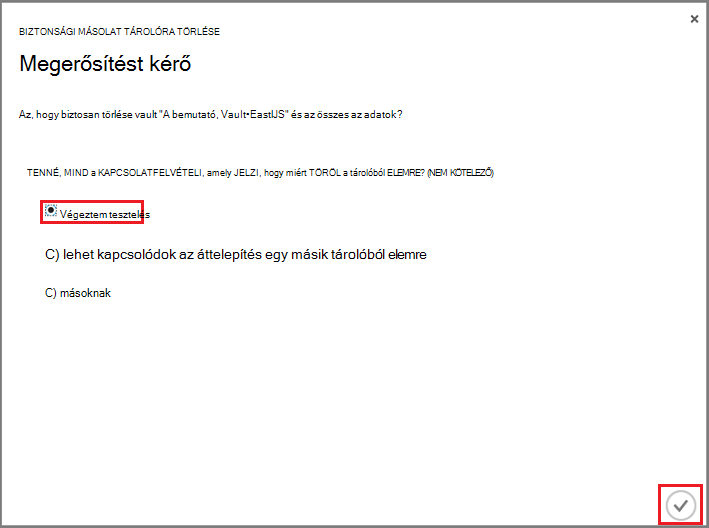 BIZTONSÁGI MÁSOLAT TÁROLÓRA TÖRLÉSE
Megerősítést kérő
Az, hogy biztosan törlése vault "A bemutató, Vault•EastIJS" és az összes az adatok?
TENNÉ, MIND a KAPCSOLATFELVÉTELI, amely JELZI, hogy miért TÖRÖL a tárolóból ELEMRE? (NEM KÖTELEZŐ)
Végeztem tesztelés
C) lehet kapcsolódok az áttelepítés egy másik tárolóból elemre
C) másoknak